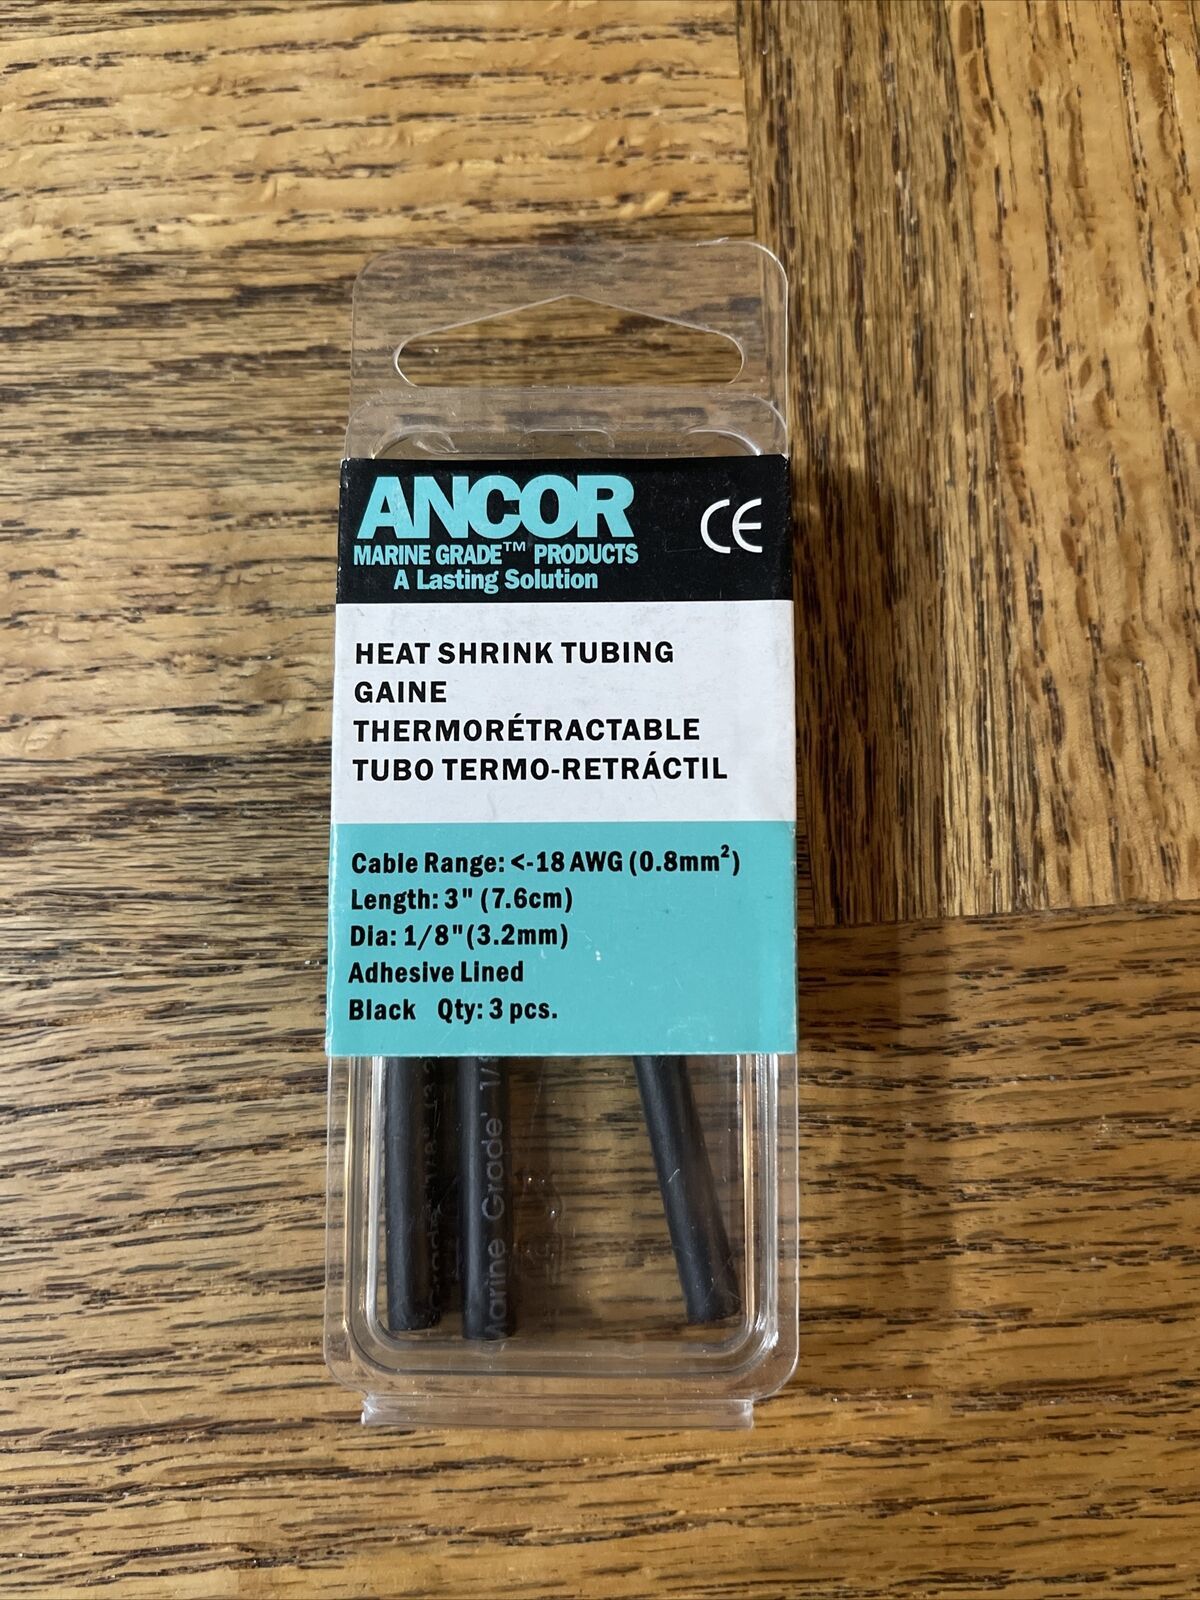 ANCOR
MARINE GRADE™ PRODUCTS
A Lasting Solution
CE
HEAT SHRINK TUBING
GAINE
THERMORÉTRACTABLE
TUBO TERMO-RETRÁCTIL
Cable Range: <-18 AWG (0.8mm²)
Length: 3" (7.6cm)
Dia: 1/8"(3.2mm)
Adhesive Lined
Black Qty: 3 pcs.
Marine Grade' 1/8